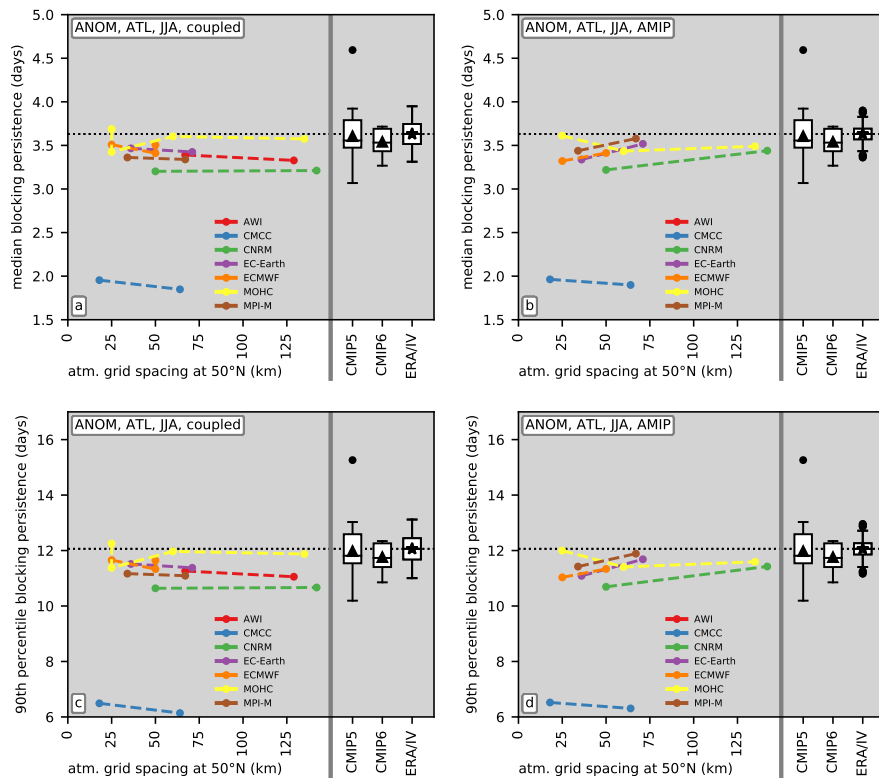 ANOM, ATL, JJA, coupled
median blocking persistence (days)
5.0
4.5
4.0
3.5
3.0
2.5
2.0
1.5
AWI
CMCC
CNRM
EC-Earth
ECMWF
MOHC
MPI-M
a
0
25
50
75
100
125
CMIP5
CMIP6
ERA/IV
atm. grid spacing at 50°N (km)
ANOM, ATL, JJA, AMIP
median blocking persistence (days)
5.0
4.5
4.0
3.5
3.0
2.5
2.0
1.5
AWI
CMCC
CNRM
EC-Earth
ECMWF
MOHC
MPI-M
b
0
25
50
75
100
125
CMIP5
CMIP6
ERA/IV
atm. grid spacing at 50°N (km)
ANOM, ATL, JJA, coupled
90th percentile blocking persistence (days)
16
14
12
10
8
6
AWI
CMCC
CNRM
EC-Earth
ECMWF
MOHC
MPI-M
c
0
25
50
75
100
125
CMIP5
CMIP6
ERA/IV
atm. grid spacing at 50°N (km)
ANOM, ATL, JJA, AMIP
90th percentile blocking persistence (days)
16
14
12
10
8
6
AWI
CMCC
CNRM
EC-Earth
ECMWF
MOHC
MPI-M
d
0
25
50
75
100
125
CMIP5
CMIP6
ERA/IV
atm. grid spacing at 50°N (km)